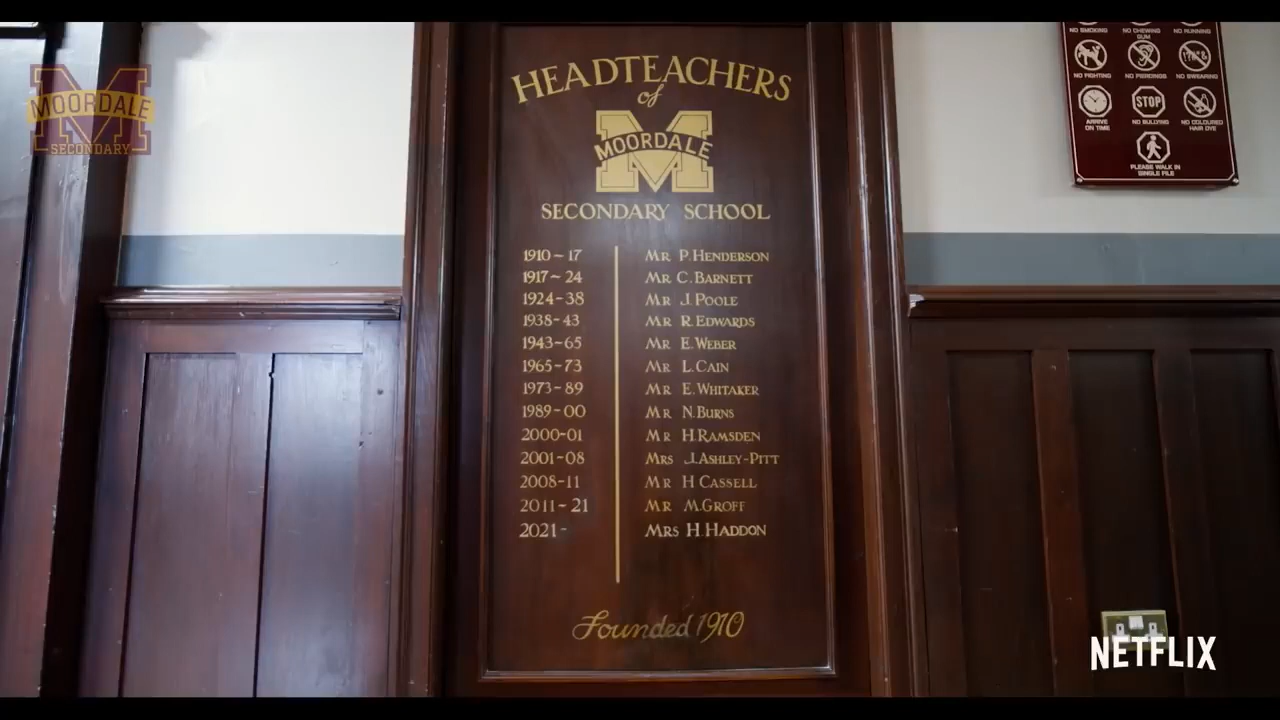 MOORDALE
SECONDARY
HEADTEACHERS
of
MOORDALE
SECONDARY SCHOOL
1910-17 MR P. HENDERSON
1917-24 MR C. BARNETT
1924-38 MR J. POOLE
1938-43 MR R. EDWARDS
1943-65 MR E. WEBER
1965-73 MR L. CAIN
1973-89 MR E. WHITAKER
1989-00 MR N. BURNS
2000-01 MR H. RAMSDEN
2001-08 MRS J. ASHLEY-PITT
2008-11 MR H CASSELL
2011-21 MR M. GROFF
2021- MRS H. HADDON
Founded 1910
NO SMOKING NO CHEWING GUM NO RUNNING
NO FIGHTING NO PIERCINGS NO SWEARING
STOP
ARRIVE ON TIME NO BULLYING NO COLOURED HAIR DYE
PLEASE WALK IN
SINGLE FILE
NETFLIX